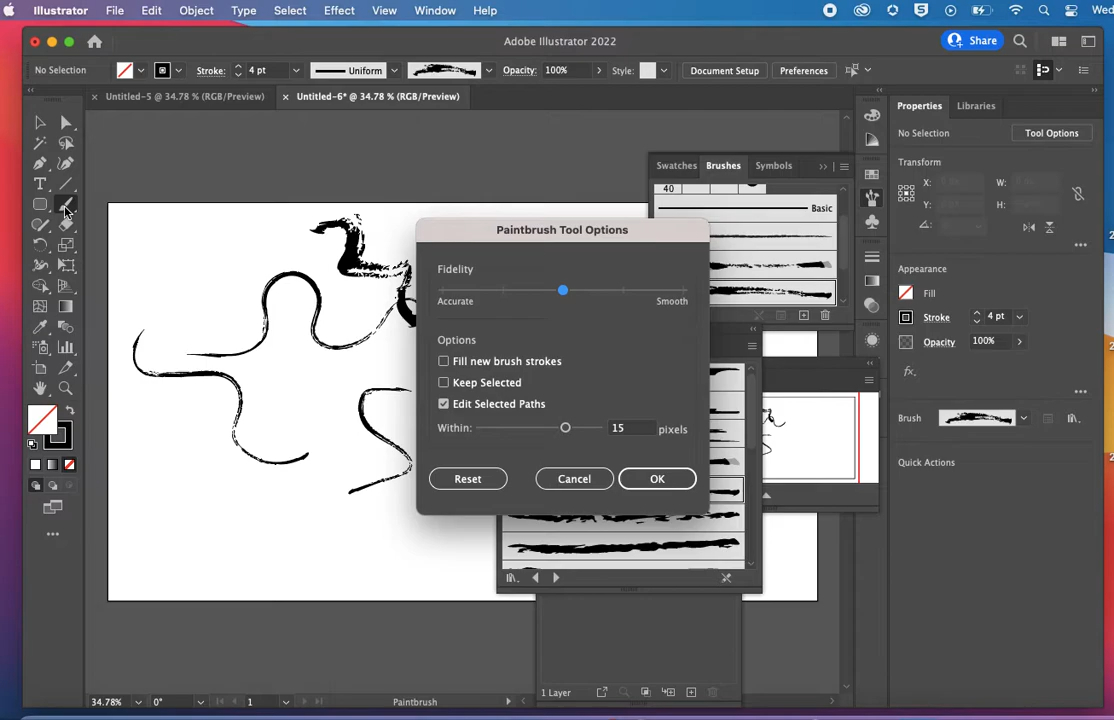 Illustrator File Edit Object Type Select Effect View Window Help
Adobe Illustrator 2022
Share
No Selection Stroke: 4 pt Uniform Opacity: 100% Style: Document Setup Preferences
× Untitled-5 @ 34.78 % (RGB/Preview) × Untitled-6* @ 34.78 % (RGB/Preview)
Properties Libraries
No Selection Tool Options
Transform
X: W:
Y: H:
Appearance
Fill
Stroke 4 pt
Opacity 100%
fx.
Brush
Quick Actions
Swatches Brushes Symbols
40
Basic
Paintbrush Tool Options
Fidelity
Accurate Smooth
Options
Fill new brush strokes
Keep Selected
Edit Selected Paths
Within: 15 pixels
Reset Cancel OK
1 Layer
34.78% 0° 1 Paintbrush